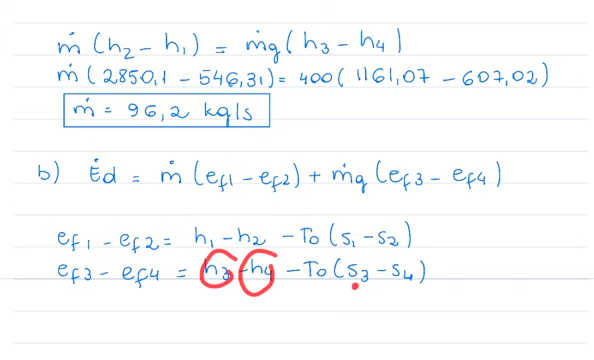 ṁ (h₂ − h₁) = ṁg (h₃ − h₄)
ṁ (2850,1 − 546,31) = 400 (1161,07 − 607,02)
ṁ = 96,2 kg/s
b) Ėd = ṁ (ef1 − ef2) + ṁg (ef3 − ef4)
ef1 − ef2 = h₁ − h₂ − To (s₁ − s₂)
ef3 − ef4 = h₃ − h₄ − To (s₃ − s₄)